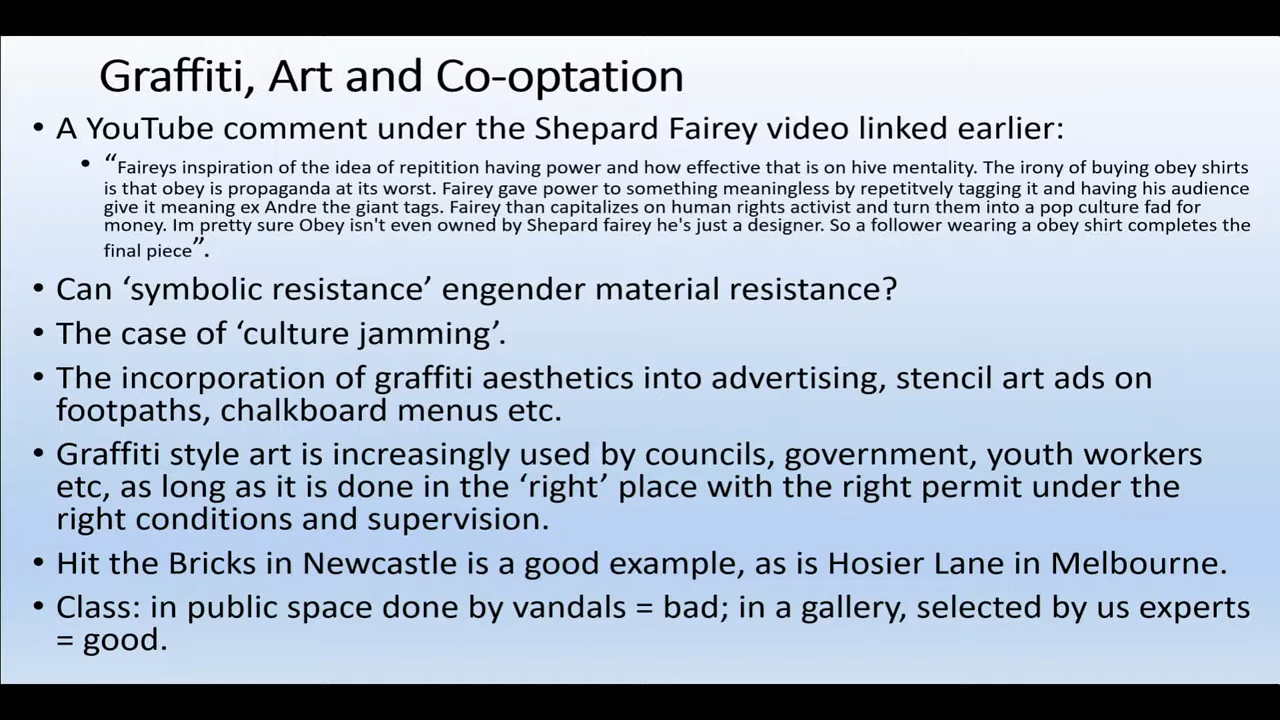 Graffiti, Art and Co-optation
• A YouTube comment under the Shepard Fairey video linked earlier:
• “Faireys inspiration of the idea of repitition having power and how effective that is on hive mentality. The irony of buying obey shirts
is that obey is propaganda at its worst. Fairey gave power to something meaningless by repetitvely tagging it and having his audience
give it meaning ex Andre the giant tags. Fairey than capitalizes on human rights activist and turn them into a pop culture fad for
money. Im pretty sure Obey isn't even owned by Shepard fairey he's just a designer. So a follower wearing a obey shirt completes the
final piece”.
• Can ‘symbolic resistance’ engender material resistance?
• The case of ‘culture jamming’.
• The incorporation of graffiti aesthetics into advertising, stencil art ads on
footpaths, chalkboard menus etc.
• Graffiti style art is increasingly used by councils, government, youth workers
etc, as long as it is done in the ‘right’ place with the right permit under the
right conditions and supervision.
• Hit the Bricks in Newcastle is a good example, as is Hosier Lane in Melbourne.
• Class: in public space done by vandals = bad; in a gallery, selected by us experts
= good.